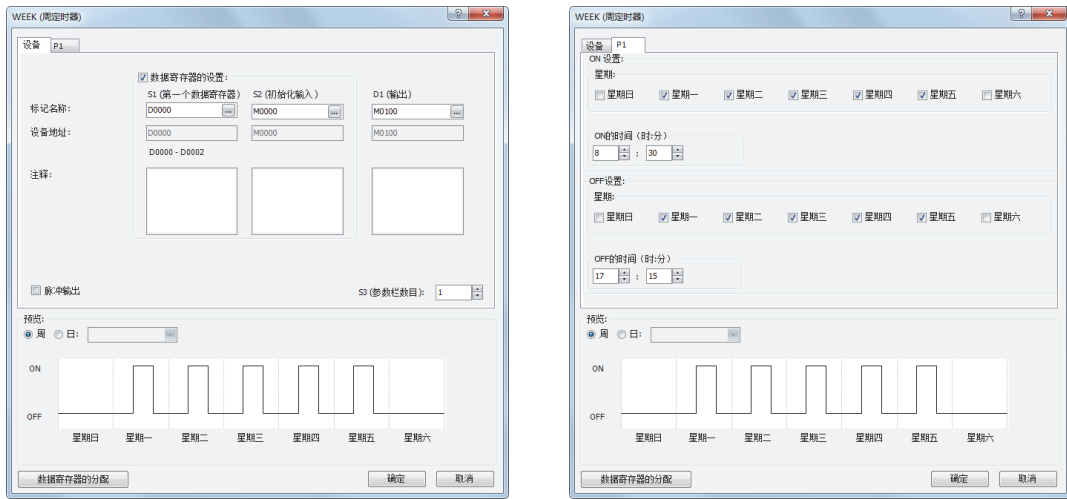 WEEK (周定时器)
设备 P1
数据寄存器的设置:
S1 (第一个数据寄存器) S2 (初始化输入) D1 (输出)
标记名称: D0000 ... M0000 ... M0100 ...
设备地址: D0000 M0000 M0100
D0000 - D0002
注释:
脉冲输出 S3 (参数栏数目): 1
预览:
周 日:
ON
OFF
星期日 星期一 星期二 星期三 星期四 星期五 星期六
数据寄存器的分配 确定 取消
WEEK (周定时器)
设备 P1
ON 设置:
星期:
星期日 星期一 星期二 星期三 星期四 星期五 星期六
ON的时间 (时:分)
8 : 30
OFF设置:
星期:
星期日 星期一 星期二 星期三 星期四 星期五 星期六
OFF的时间 (时:分)
17 : 15
预览:
周 日:
ON
OFF
星期日 星期一 星期二 星期三 星期四 星期五 星期六
数据寄存器的分配 确定 取消